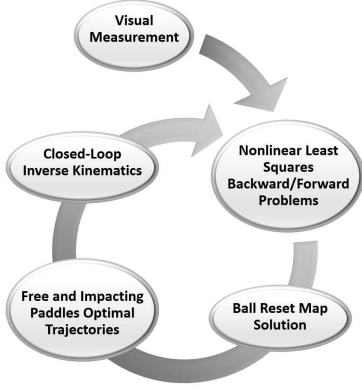 Visual
Measurement
Nonlinear Least
Squares
Backward/Forward
Problems
Ball Reset Map
Solution
Free and Impacting
Paddles Optimal
Trajectories
Closed-Loop
Inverse Kinematics